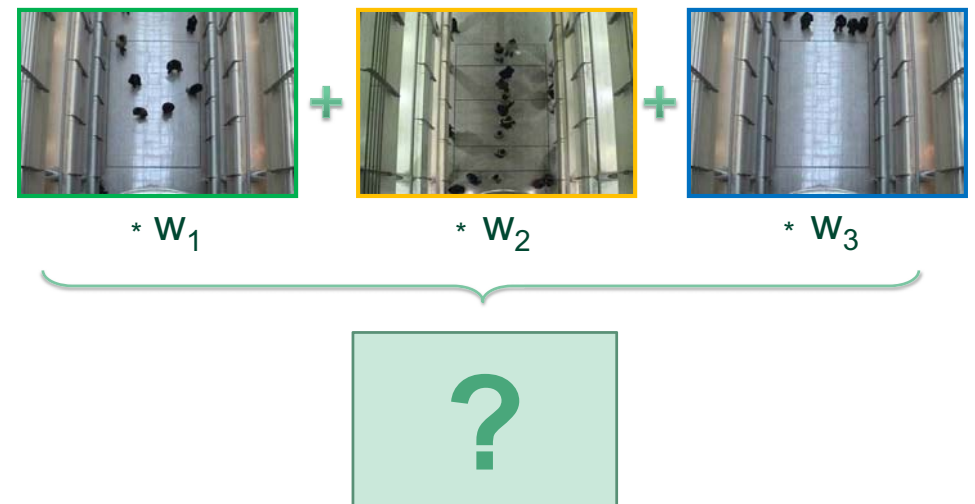 + +
* w₁ * w₂ * w₃
?